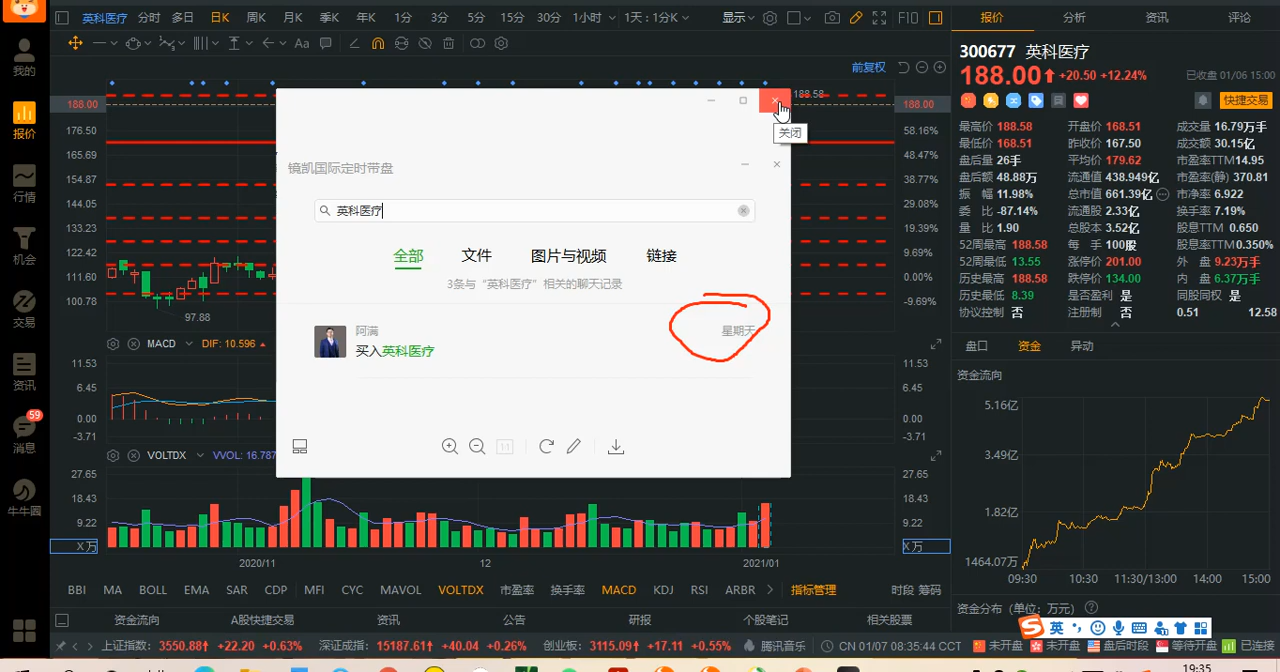 英科医疗 分时 多日 日K 周K 月K 季K 年K 1分 3分 5分 15分 30分 1小时 1天：1分K 显示 F10
报价 分析 资讯 评论
Aa
前复权
我的
报价
行情
机会
交易
资讯
59
消息
牛牛圈
188.00
176.50
165.69
154.87
144.05
133.23
122.42
111.60
100.78
97.88
188.58
188.00
58.16%
48.47%
38.77%
29.08%
19.39%
9.69%
0.00%
-9.69%
关闭
镜凯国际定时带盘
英科医疗
全部 文件 图片与视频 链接
3条与“英科医疗”相关的聊天记录
阿满 星期天
买入英科医疗
1:1
MACD DIF: 10.596
11.53
6.45
0.00
-3.71
11.53
6.45
0.00
-3.71
VOLTDX VVOL: 16.787
27.65
18.43
9.22
X万
27.65
18.43
9.22
X万
2020/11 12 2021/01
BBI MA BOLL EMA SAR CDP MFI CYC MAVOL VOLTDX 市盈率 换手率 MACD KDJ RSI ARBR 指标管理 时段 筹码
资金流向 A股快捷交易 资讯 公告 研报 个股笔记 相关股票
300677 英科医疗
188.00 +20.50 +12.24% 已收盘 01/06 15:00
快捷交易
最高价 188.58 开盘价 168.51 成交量 16.79万手
最低价 168.51 昨收价 167.50 成交额 30.15亿
盘后量 26手 平均价 179.62 市盈率TTM 14.95
盘后额 48.88万 流通值 438.949亿 市盈率(静) 370.81
振幅 11.98% 总市值 661.39亿 市净率 6.922
委比 -87.14% 流通股 2.33亿 换手率 7.19%
量比 1.90 总股本 3.52亿 股息TTM 0.650
52周最高 188.58 每手 100股 股息率TTM 0.350%
52周最低 13.55 涨停价 201.00 外盘 9.23万手
历史最高 188.58 跌停价 134.00 内盘 6.37万手
历史最低 8.39 是否盈利 是 同股同权 是
协议控制 否 注册制 否 0.51 12.58
盘口 资金 异动
资金流向
5.16亿
3.49亿
1.82亿
1464.07万
09:30 10:30 11:30/13:00 14:00 15:00
资金分布 (单位：万元)
英
上证指数： 3550.88 +22.20 +0.63% 深证成指： 15187.61 +40.04 +0.26% 创业板： 3115.09 +17.11 +0.55% 腾讯音乐 CN 01/07 08:35:44 CCT 未开盘 未开盘 盘后时段 等待开盘 已连接
19:35